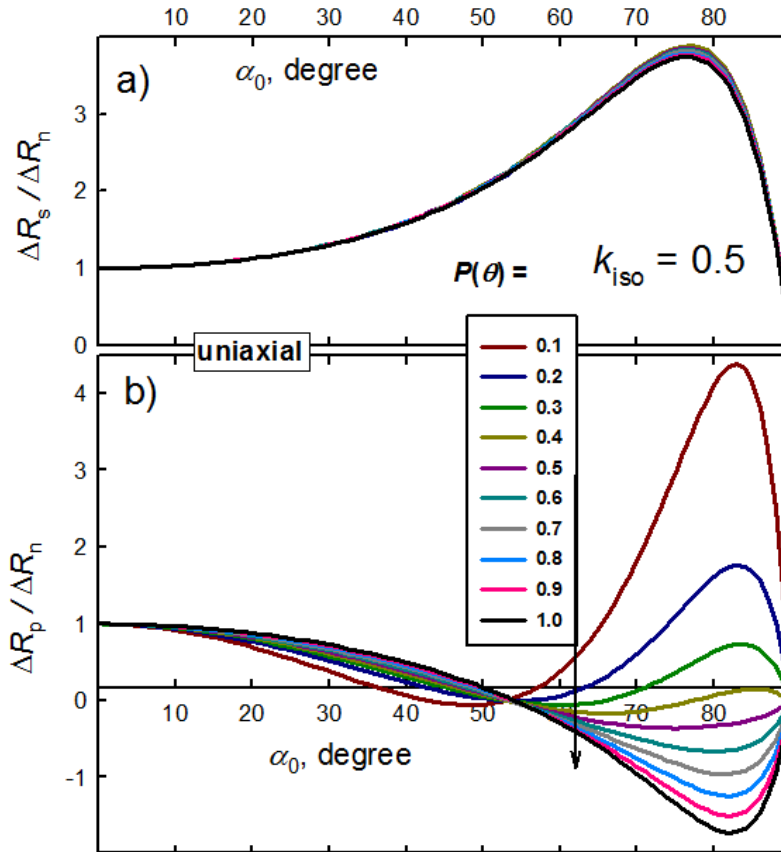 10 20 30 40 50 60 70 80
a)
α0, degree
3
2
1
0
ΔRs / ΔRn
P(θ) =
kiso = 0.5
uniaxial
0.1
0.2
0.3
0.4
0.5
0.6
0.7
0.8
0.9
1.0
b)
4
3
2
1
0
-1
ΔRp / ΔRn
10 20 30 40 50 60 70 80
α0, degree